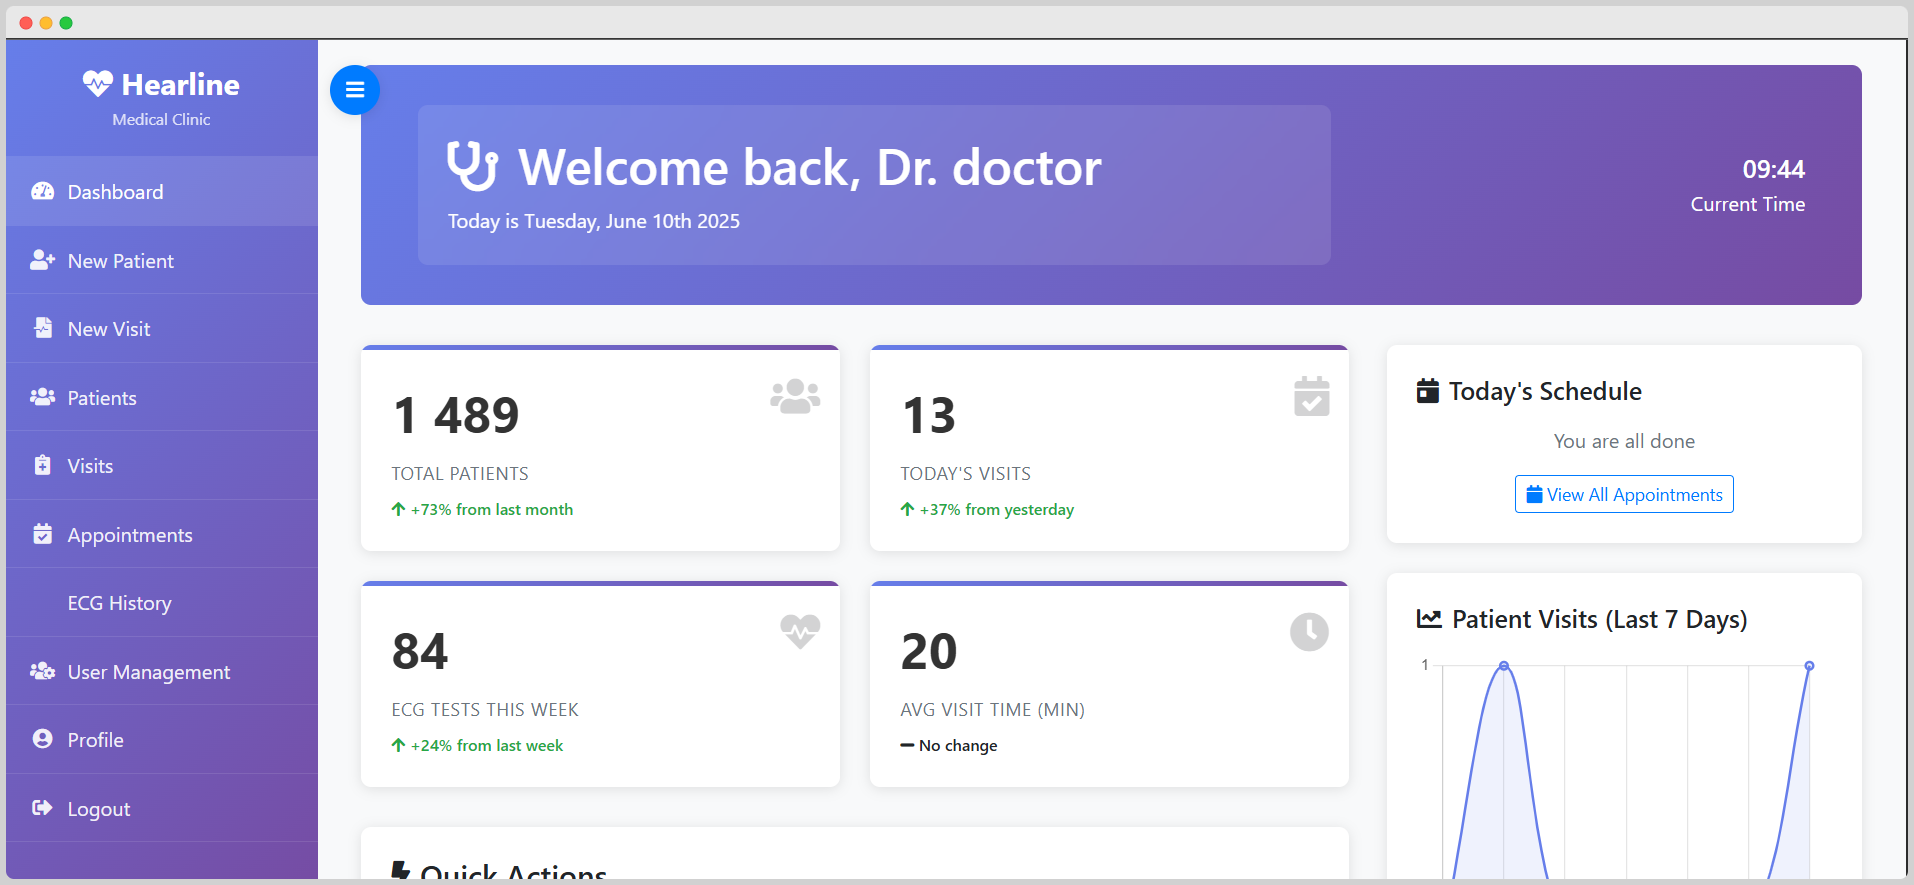 Hearline
Medical Clinic
Dashboard
New Patient
New Visit
Patients
Visits
Appointments
ECG History
User Management
Profile
Logout
Welcome back, Dr. doctor
Today is Tuesday, June 10th 2025
09:44
Current Time
1 489
TOTAL PATIENTS
+73% from last month
13
TODAY'S VISITS
+37% from yesterday
84
ECG TESTS THIS WEEK
+24% from last week
20
AVG VISIT TIME (MIN)
No change
Quick Actions
Today's Schedule
You are all done
View All Appointments
Patient Visits (Last 7 Days)
1